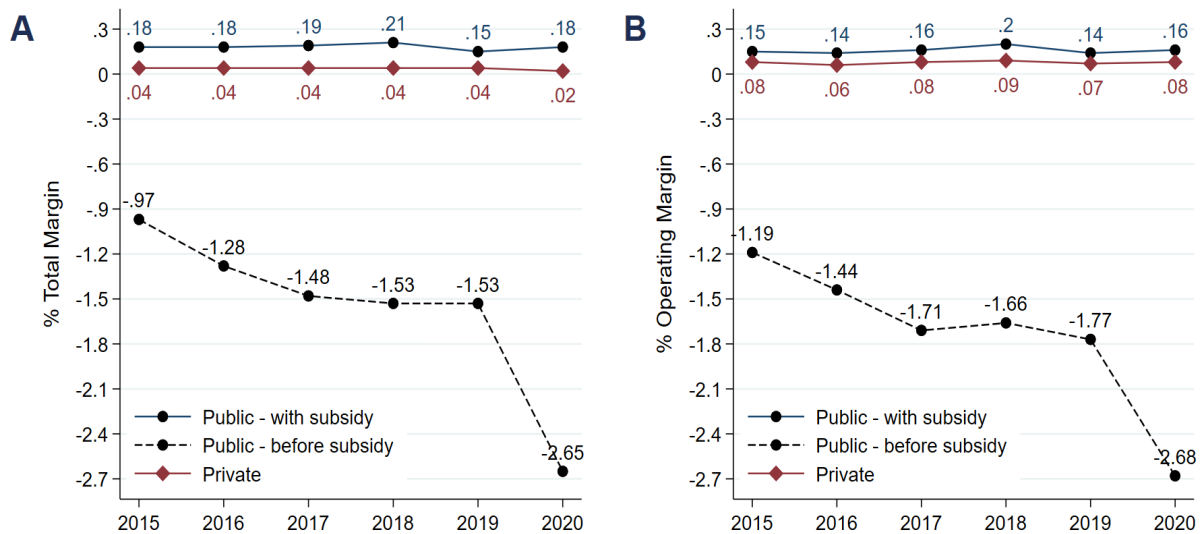 A
% Total Margin
.3
0
-.3
-.6
-.9
-1.2
-1.5
-1.8
-2.1
-2.4
-2.7
.18 .18 .19 .21 .15 .18
.04 .04 .04 .04 .04 .02
-.97
-1.28
-1.48
-1.53
-1.53
-2.65
Public - with subsidy
Public - before subsidy
Private
2015 2016 2017 2018 2019 2020
B
% Operating Margin
.3
0
-.3
-.6
-.9
-1.2
-1.5
-1.8
-2.1
-2.4
-2.7
.15 .14 .16 .2 .14 .16
.08 .06 .08 .09 .07 .08
-1.19
-1.44
-1.71
-1.66
-1.77
-2.68
Public - with subsidy
Public - before subsidy
Private
2015 2016 2017 2018 2019 2020